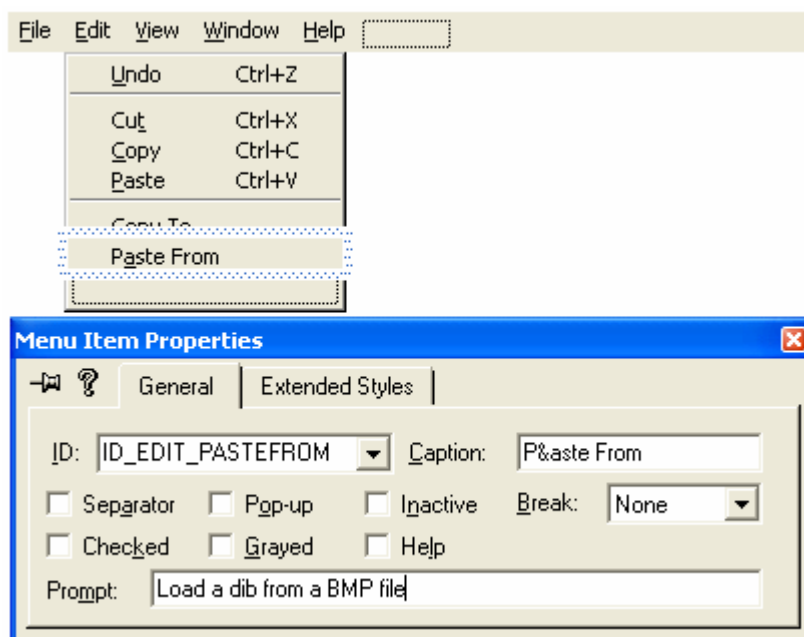 File Edit View Window Help
Undo Ctrl+Z
Cut Ctrl+X
Copy Ctrl+C
Paste Ctrl+V
Copy To
Paste From
Menu Item Properties
General Extended Styles
ID: ID_EDIT_PASTEFROM Caption: P&aste From
Separator Pop-up Inactive Break: None
Checked Grayed Help
Prompt: Load a dib from a BMP file